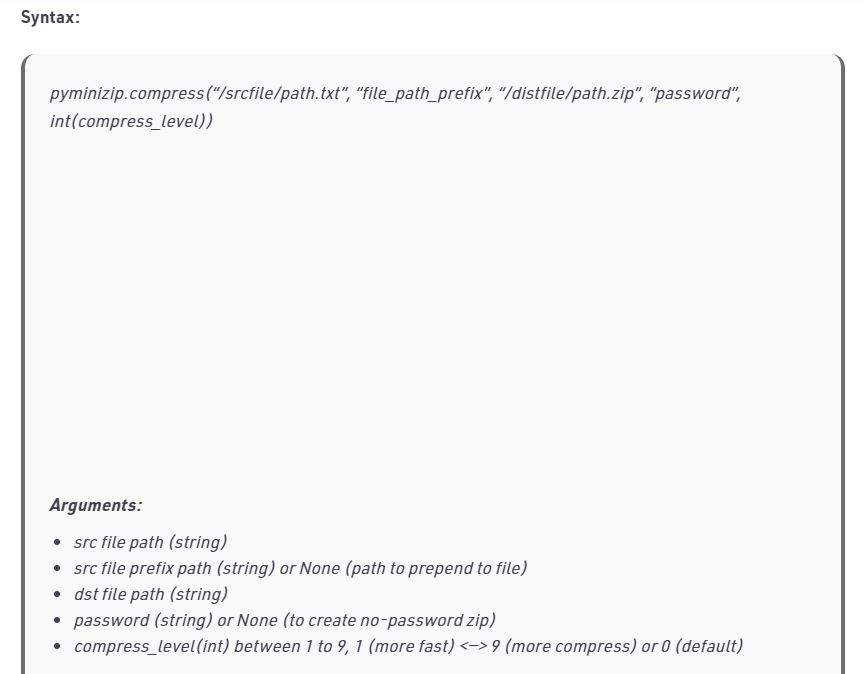 Syntax:
pyminizip.compress(“/srcfile/path.txt”, “file_path_prefix”, “/distfile/path.zip”, “password”,
int(compress_level))
Arguments:
• src file path (string)
• src file prefix path (string) or None (path to prepend to file)
• dst file path (string)
• password (string) or None (to create no-password zip)
• compress_level(int) between 1 to 9, 1 (more fast) <—> 9 (more compress) or 0 (default)